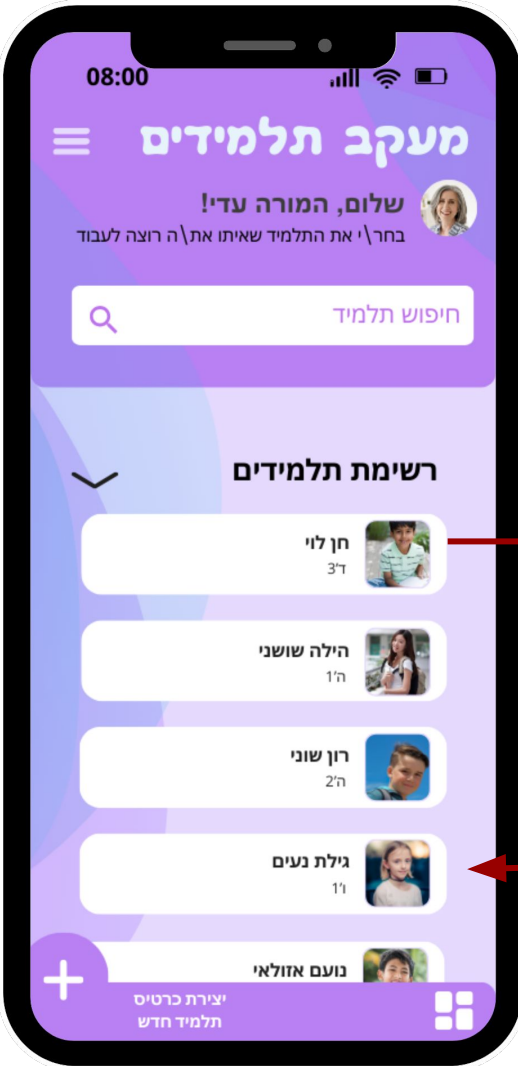 08:00
מעקב תלמידים
שלום, המורה עדי!
בחר\י את התלמיד שאיתו את\ה רוצה לעבוד
חיפוש תלמיד
רשימת תלמידים
חן לוי
ד'3
הילה שושני
ה'1
רון שוני
ה'2
גילת נעים
ו'1
נועם אזולאי
יצירת כרטיס
תלמיד חדש